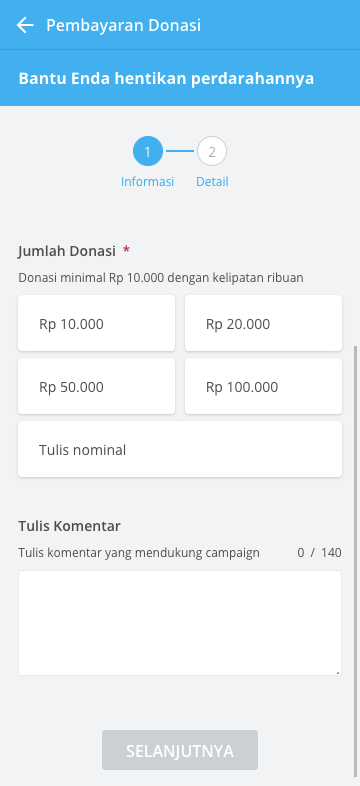 Pembayaran Donasi
Bantu Enda hentikan perdarahannya
1 2
Informasi Detail
Jumlah Donasi *
Donasi minimal Rp 10.000 dengan kelipatan ribuan
Rp 10.000 Rp 20.000
Rp 50.000 Rp 100.000
Tulis nominal
Tulis Komentar
Tulis komentar yang mendukung campaign 0 / 140
SELANJUTNYA